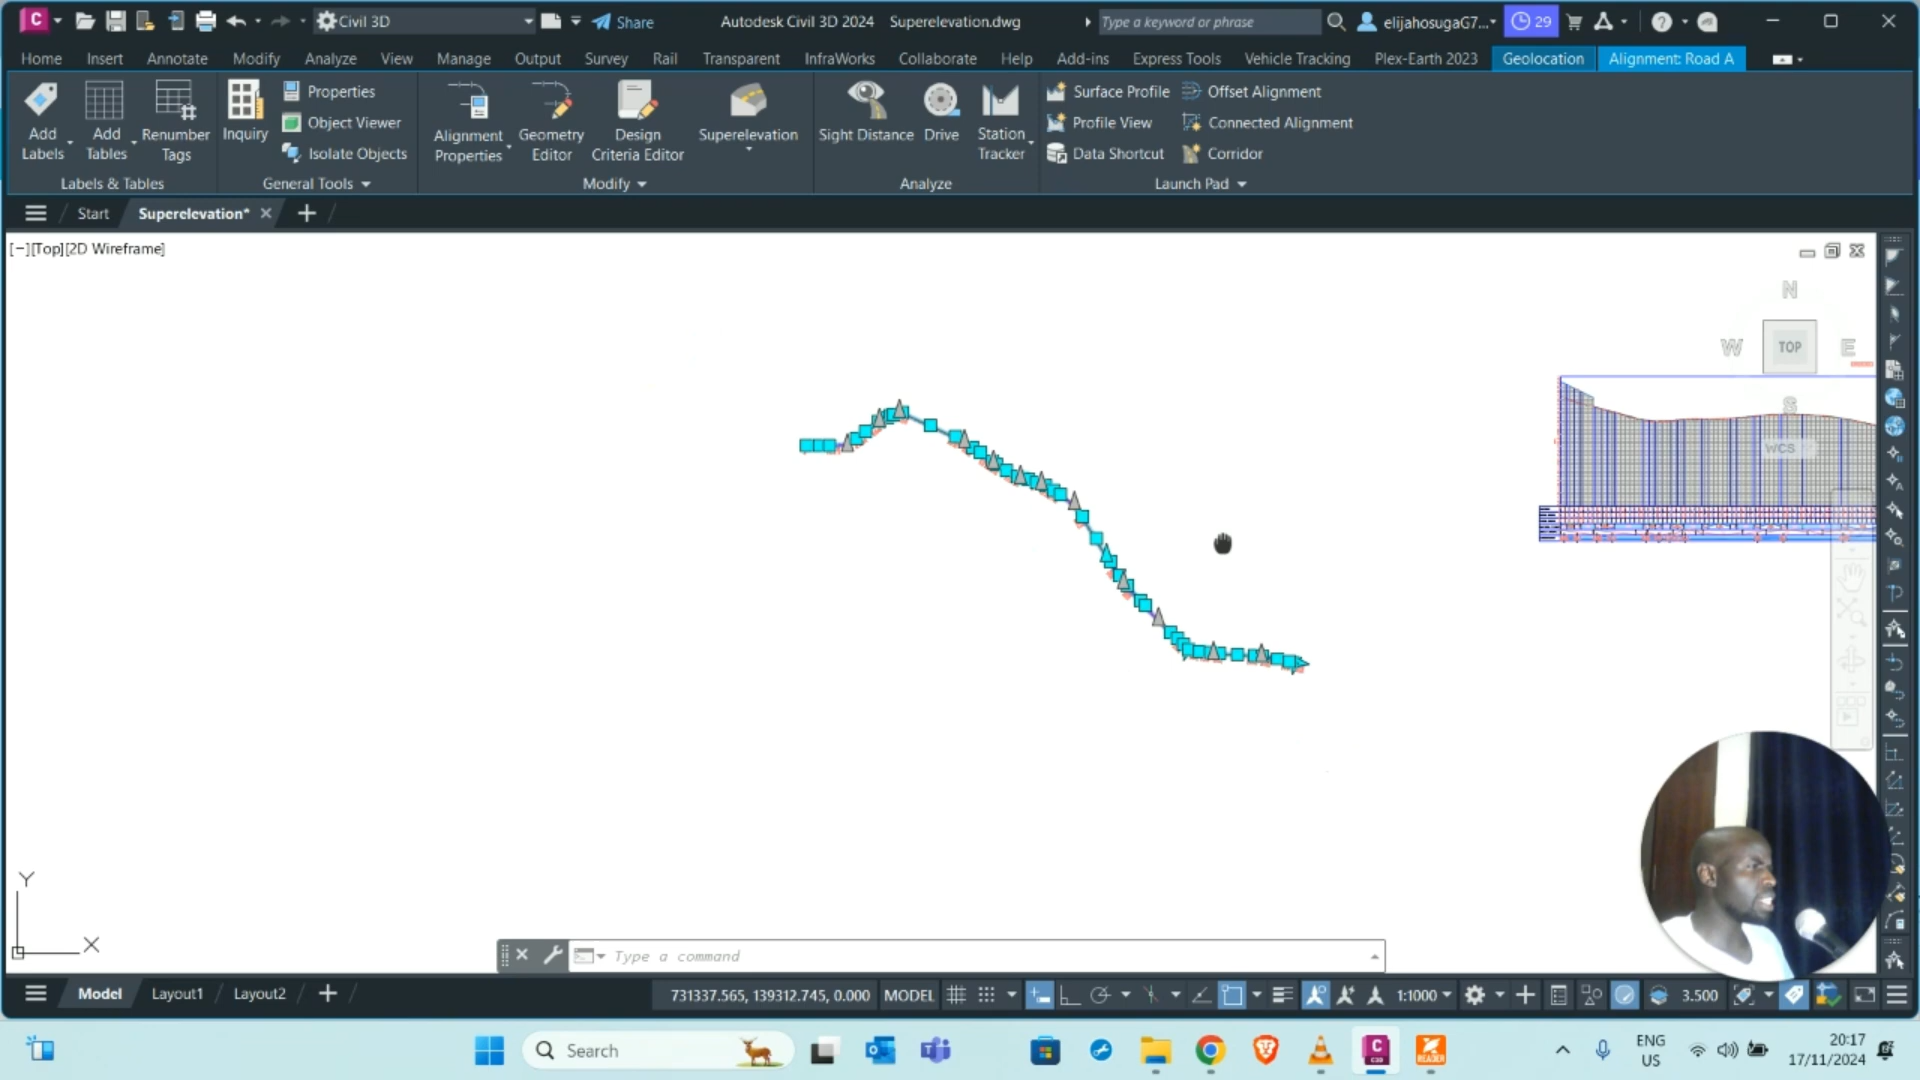 Civil 3D
Share
Autodesk Civil 3D 2024 Superelevation.dwg
Type a keyword or phrase
elijahosugaG7...
29
Home Insert Annotate Modify Analyze View Manage Output Survey Rail Transparent InfraWorks Collaborate Help Add-ins Express Tools Vehicle Tracking Plex-Earth 2023 Geolocation Alignment: Road A
Add Labels
Add Tables
Renumber Tags
Labels & Tables
Inquiry
Properties
Object Viewer
Isolate Objects
General Tools
Alignment Properties
Geometry Editor
Design Criteria Editor
Superelevation
Modify
Sight Distance
Drive
Station Tracker
Analyze
Surface Profile
Profile View
Data Shortcut
Offset Alignment
Connected Alignment
Corridor
Launch Pad
Start
Superelevation*
[−][Top][2D Wireframe]
N
W TOP E
S
WCS
Y
X
Type a command
Model Layout1 Layout2
731337.565, 139312.745, 0.000 MODEL
1:1000
3.500
Search
C
C3D
READER
ENG
US
20:17
17/11/2024